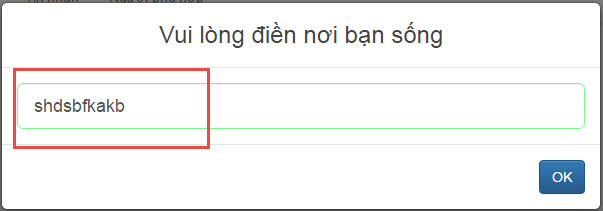 Vui lòng điền nơi bạn sống
shdsbfkakb
OK